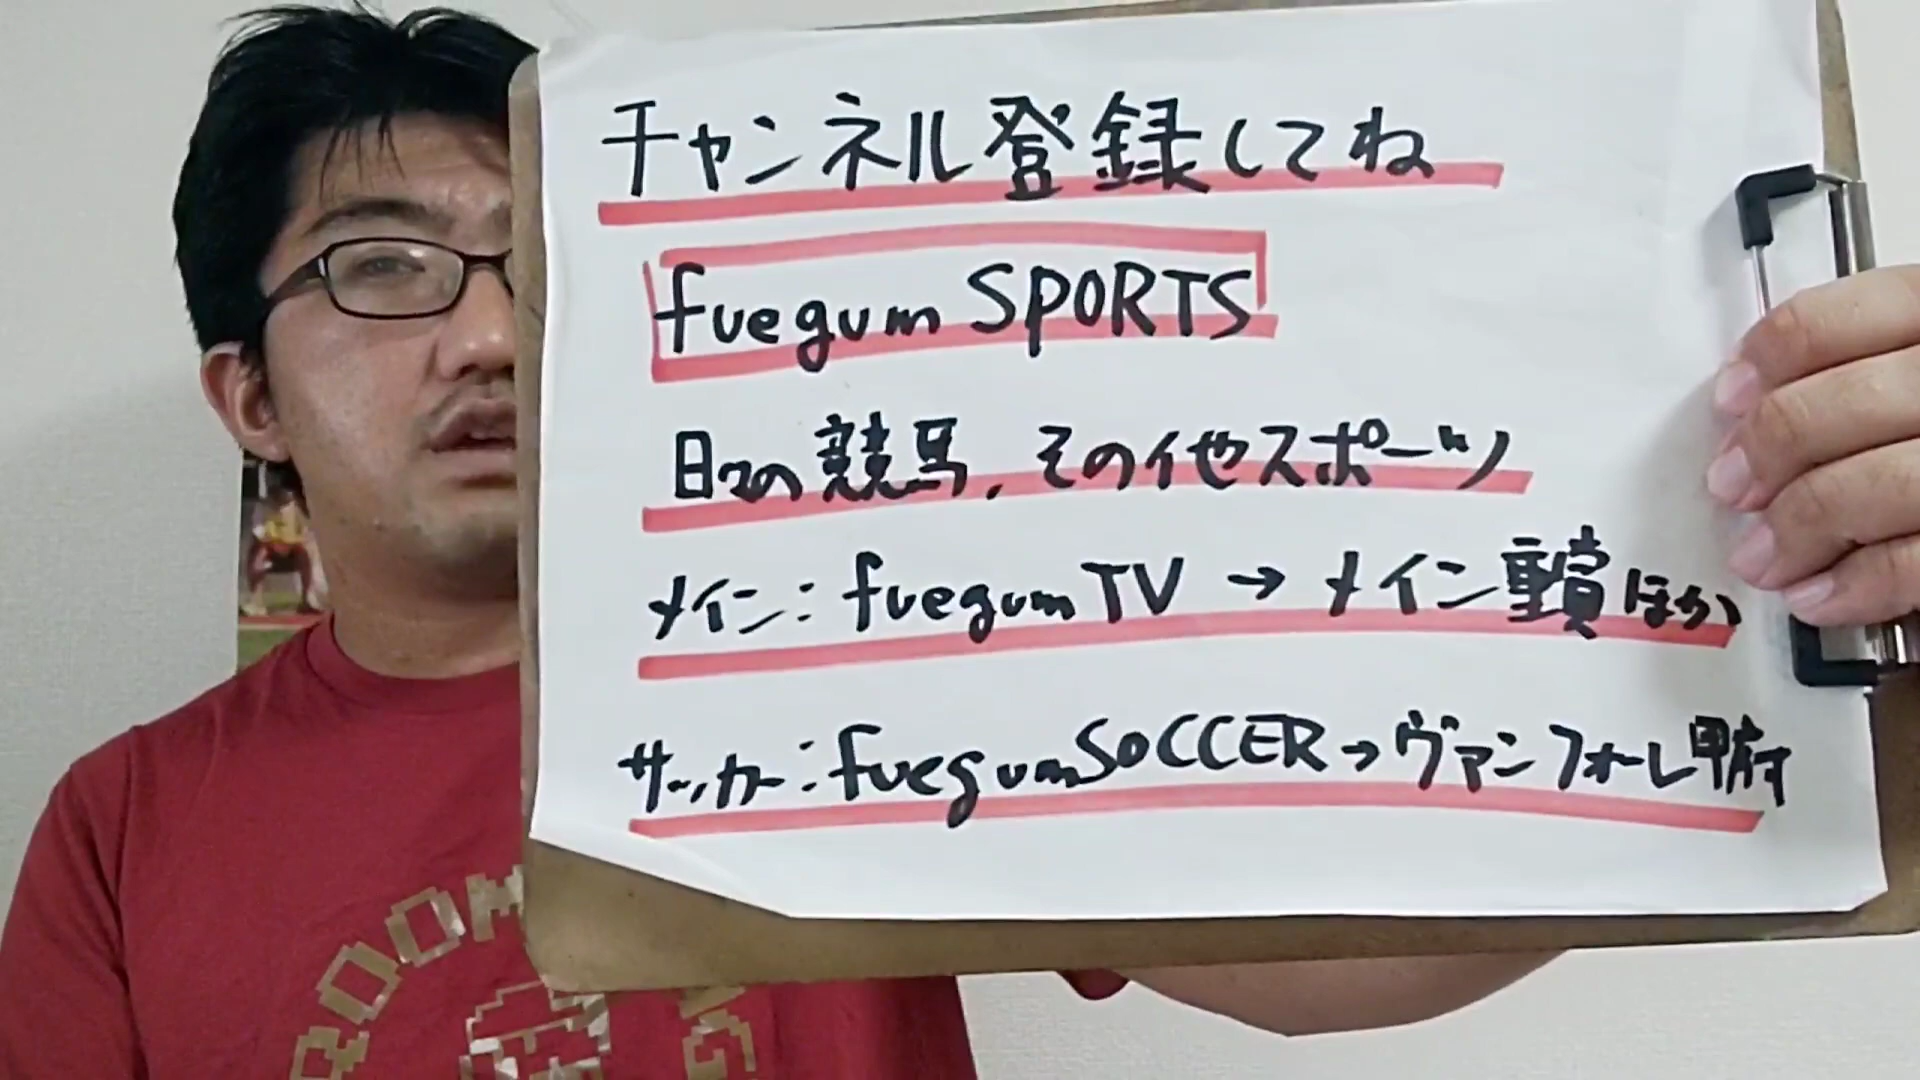 チャンネル登録してね
fuegum SPORTS
日々の競馬、その他スポーツ
メイン:fuegum TV → メイン重賞ほか
サッカー:fuegum SOCCER→ヴァンフォーレ甲府